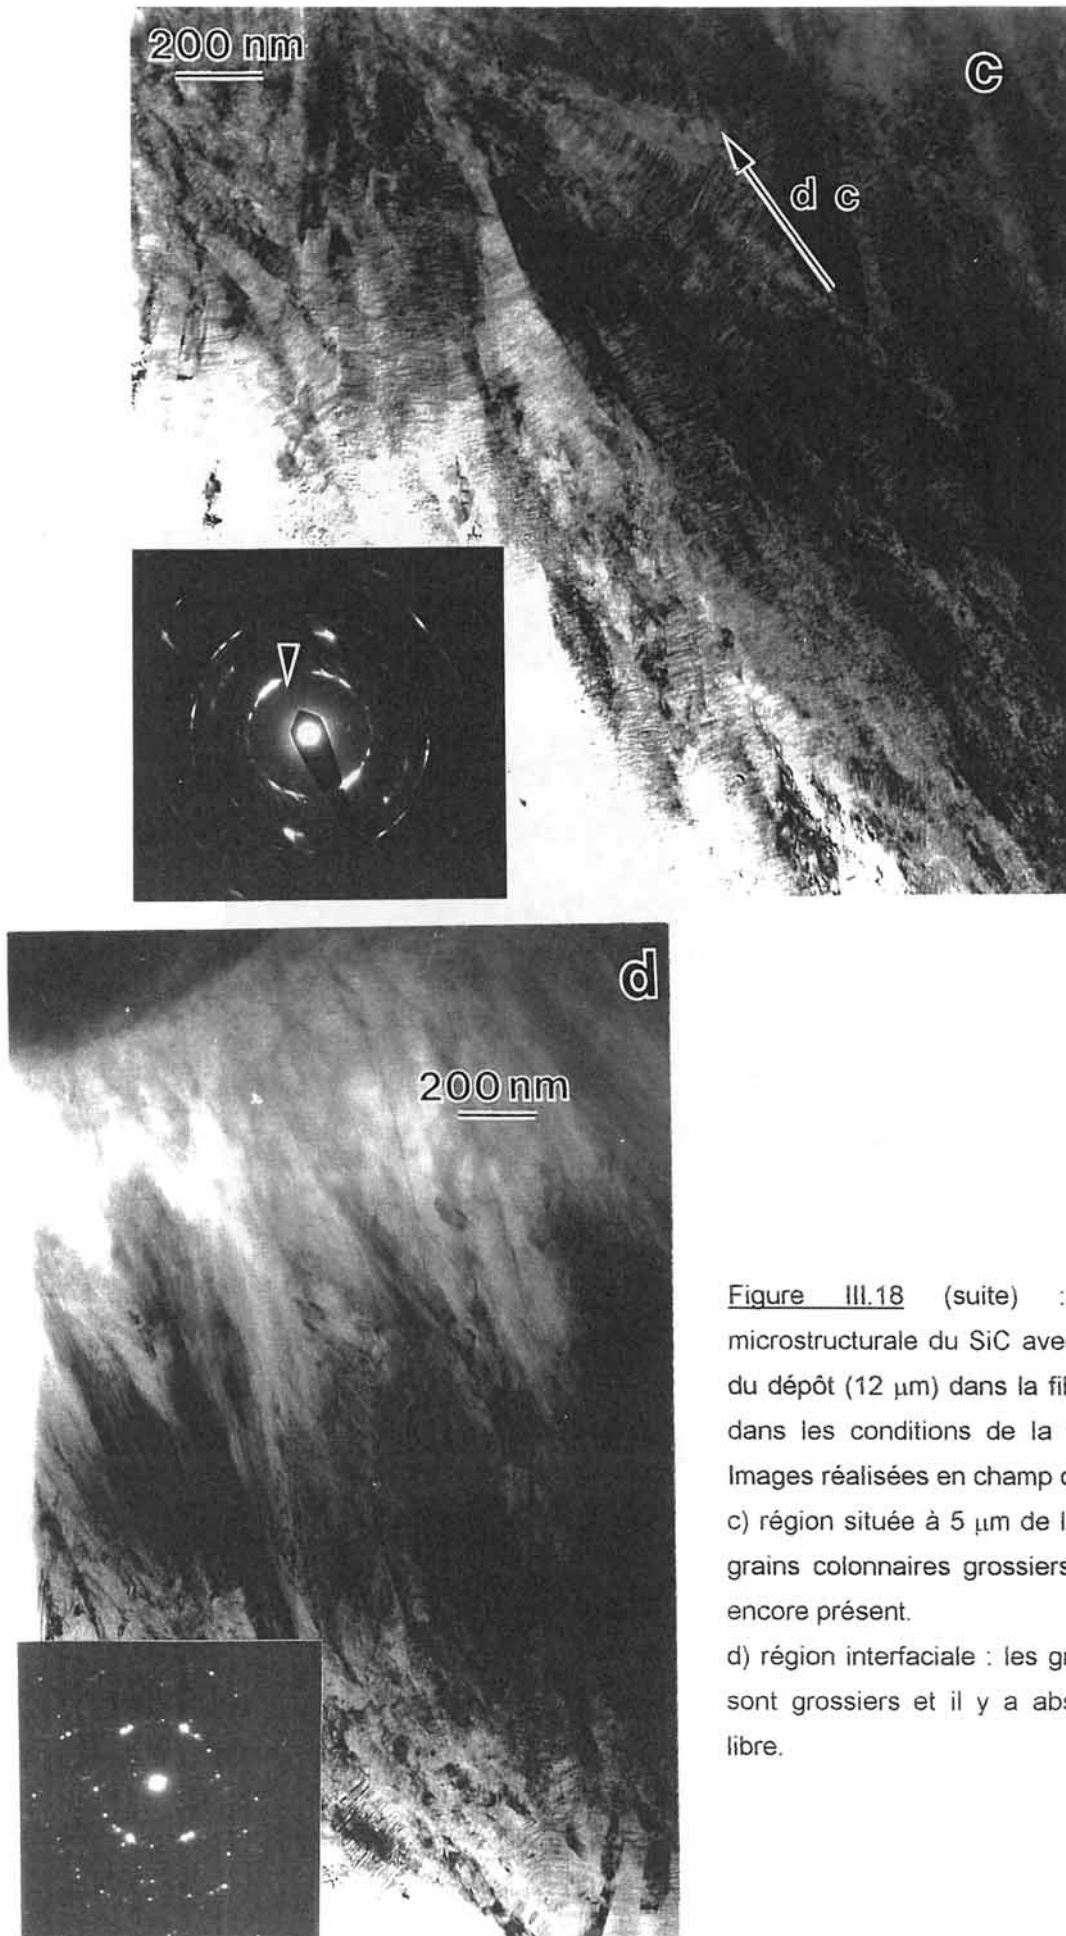 200 nm
c
d c
d
200 nm
Figure III.18 (suite) :
microstructurale du SiC ave
du dépôt (12 μm) dans la fi
dans les conditions de la
Images réalisées en champ
c) région située à 5 μm de l
grains colonnaires grossiers
encore présent.
d) région interfaciale : les gr
sont grossiers et il y a abs
libre.